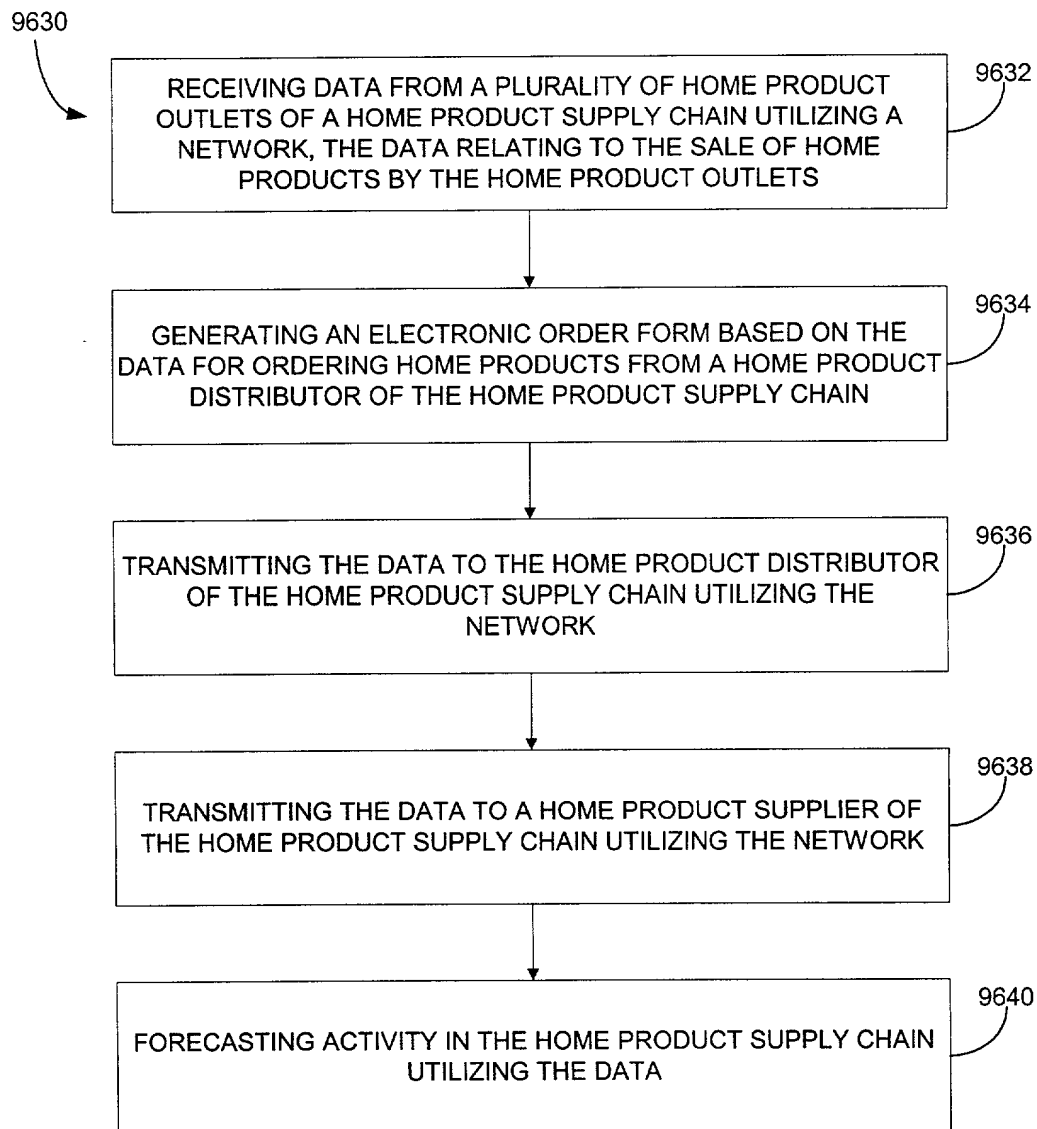 9630
RECEIVING DATA FROM A PLURALITY OF HOME PRODUCT
OUTLETS OF A HOME PRODUCT SUPPLY CHAIN UTILIZING A
NETWORK, THE DATA RELATING TO THE SALE OF HOME
PRODUCTS BY THE HOME PRODUCT OUTLETS
9632
GENERATING AN ELECTRONIC ORDER FORM BASED ON THE
DATA FOR ORDERING HOME PRODUCTS FROM A HOME PRODUCT
DISTRIBUTOR OF THE HOME PRODUCT SUPPLY CHAIN
9634
TRANSMITTING THE DATA TO THE HOME PRODUCT DISTRIBUTOR
OF THE HOME PRODUCT SUPPLY CHAIN UTILIZING THE
NETWORK
9636
TRANSMITTING THE DATA TO A HOME PRODUCT SUPPLIER OF
THE HOME PRODUCT SUPPLY CHAIN UTILIZING THE NETWORK
9638
FORECASTING ACTIVITY IN THE HOME PRODUCT SUPPLY CHAIN
UTILIZING THE DATA
9640